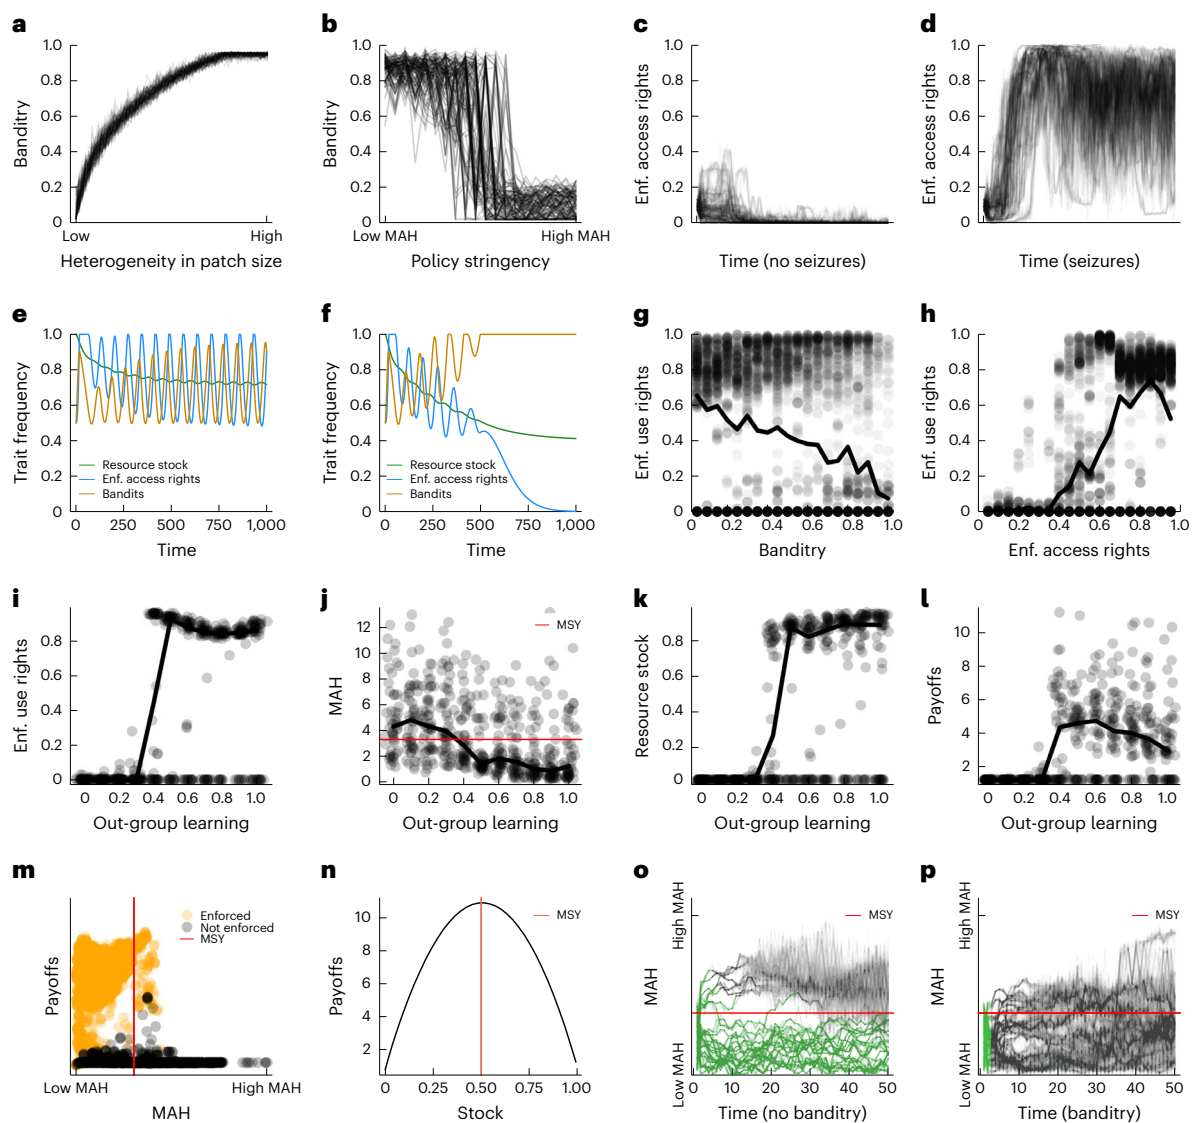 a
b
c
d
Banditry
1.0
0.8
0.6
0.4
0.2
0
Low
High
Heterogeneity in patch size
Banditry
1.0
0.8
0.6
0.4
0.2
0
Low MAH
High MAH
Policy stringency
Enf. access rights
1.0
0.8
0.6
0.4
0.2
0
Time (no seizures)
Enf. access rights
1.0
0.8
0.6
0.4
0.2
0
Time (seizures)
e
f
g
h
Trait frequency
1.0
0.8
0.6
0.4
0.2
0
Resource stock
Enf. access rights
Bandits
0
250
500
750
1,000
Time
Trait frequency
1.0
0.8
0.6
0.4
0.2
0
Resource stock
Enf. access rights
Bandits
0
250
500
750
1,000
Time
Enf. use rights
1.0
0.8
0.6
0.4
0.2
0
0
0.2
0.4
0.6
0.8
1.0
Banditry
Enf. use rights
1.0
0.8
0.6
0.4
0.2
0
0
0.2
0.4
0.6
0.8
1.0
Enf. access rights
i
j
k
l
Enf. use rights
0.8
0.6
0.4
0.2
0
0
0.2
0.4
0.6
0.8
1.0
Out-group learning
MAH
12
10
8
6
4
2
0
MSY
0
0.2
0.4
0.6
0.8
1.0
Out-group learning
Resource stock
0.8
0.6
0.4
0.2
0
0
0.2
0.4
0.6
0.8
1.0
Out-group learning
Payoffs
10
8
6
4
2
0
0.2
0.4
0.6
0.8
1.0
Out-group learning
m
n
o
p
Payoffs
Enforced
Not enforced
MSY
Low MAH
High MAH
MAH
Payoffs
10
8
6
4
2
MSY
0
0.25
0.50
0.75
1.00
Stock
MAH
High MAH
Low MAH
MSY
0
10
20
30
40
50
Time (no banditry)
MAH
High MAH
Low MAH
MSY
0
10
20
30
40
50
Time (banditry)